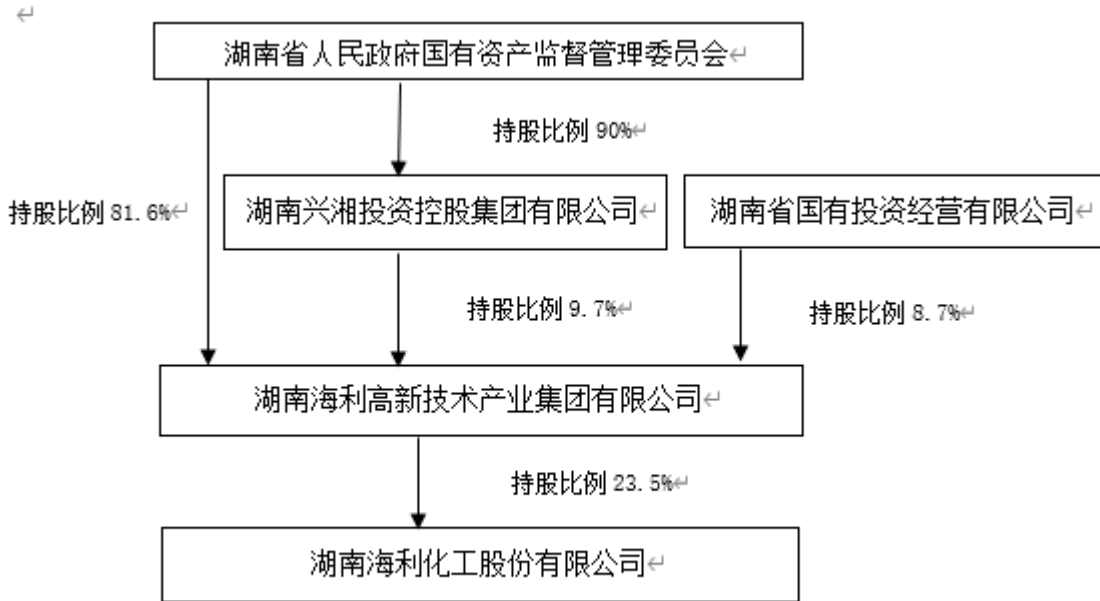 湖南省人民政府国有资产监督管理委员会
持股比例 90%
持股比例 81.6%
湖南兴湘投资控股集团有限公司
湖南省国有投资经营有限公司
持股比例 9.7%
持股比例 8.7%
湖南海利高新技术产业集团有限公司
持股比例 23.5%
湖南海利化工股份有限公司